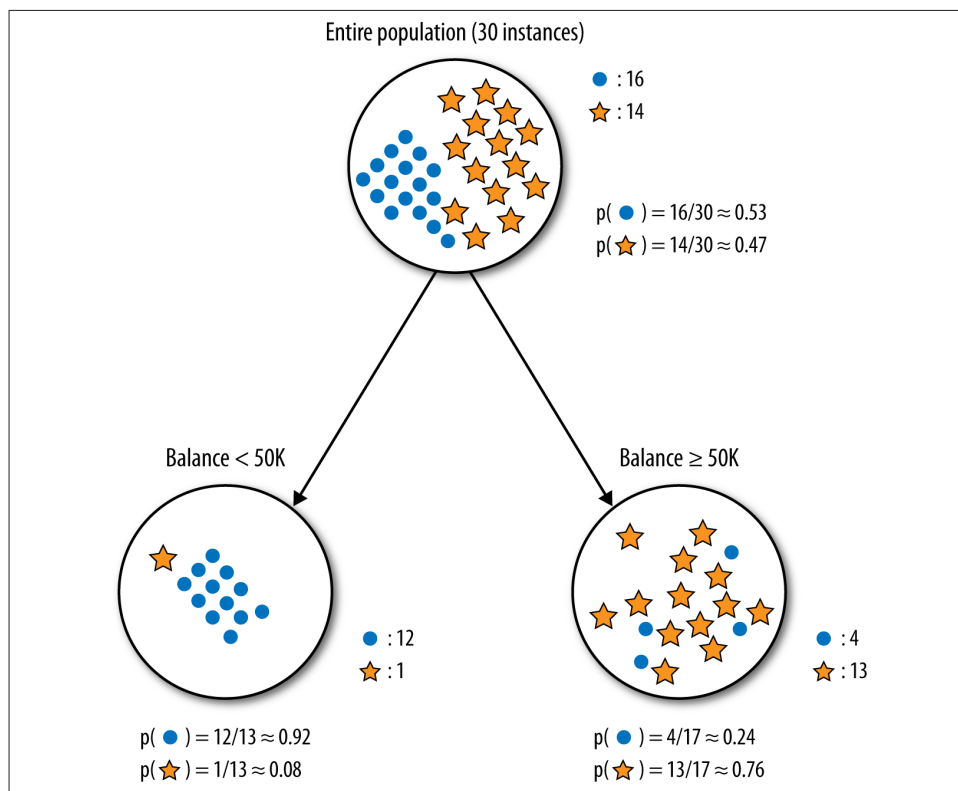 Entire population (30 instances)
: 16
: 14
p( ) = 16/30 ≈ 0.53
p( ) = 14/30 ≈ 0.47
Balance < 50K
Balance ≥ 50K
: 12
: 1
: 4
: 13
p( ) = 12/13 ≈ 0.92
p( ) = 1/13 ≈ 0.08
p( ) = 4/17 ≈ 0.24
p( ) = 13/17 ≈ 0.76